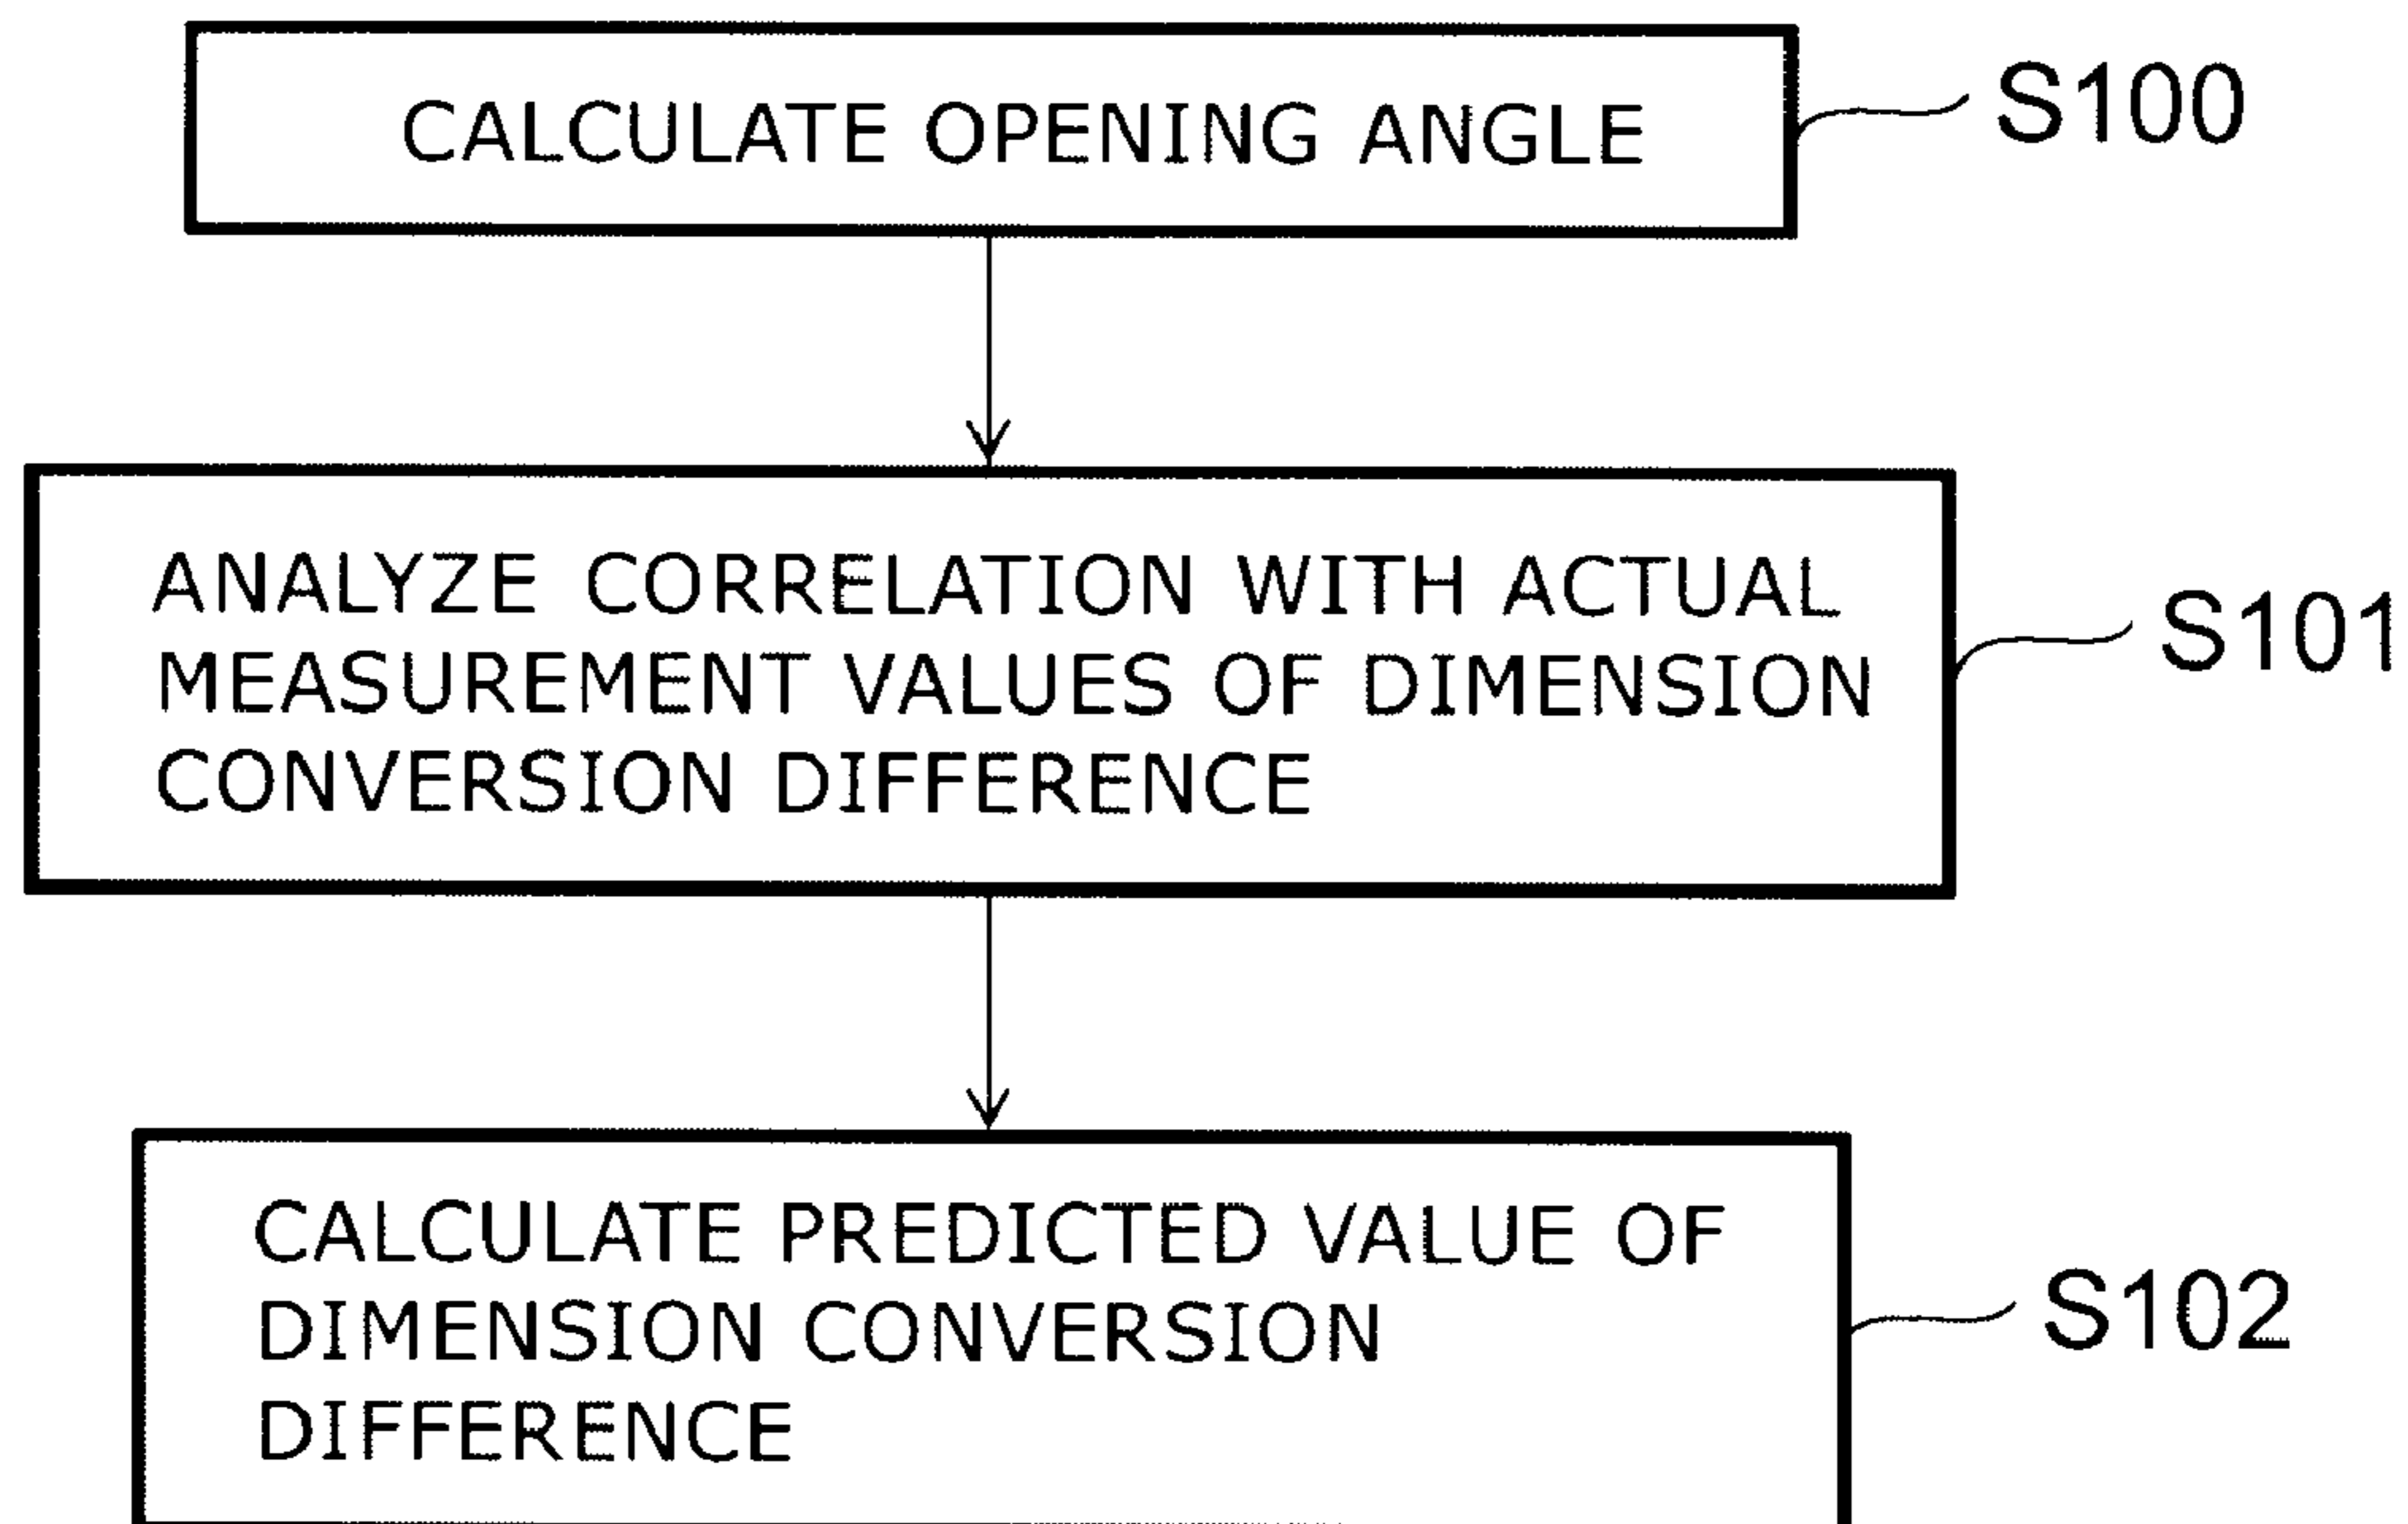 CALCULATE OPENING ANGLE
S100
ANALYZE CORRELATION WITH ACTUAL
MEASUREMENT VALUES OF DIMENSION
CONVERSION DIFFERENCE
S101
CALCULATE PREDICTED VALUE OF
DIMENSION CONVERSION
DIFFERENCE
S102